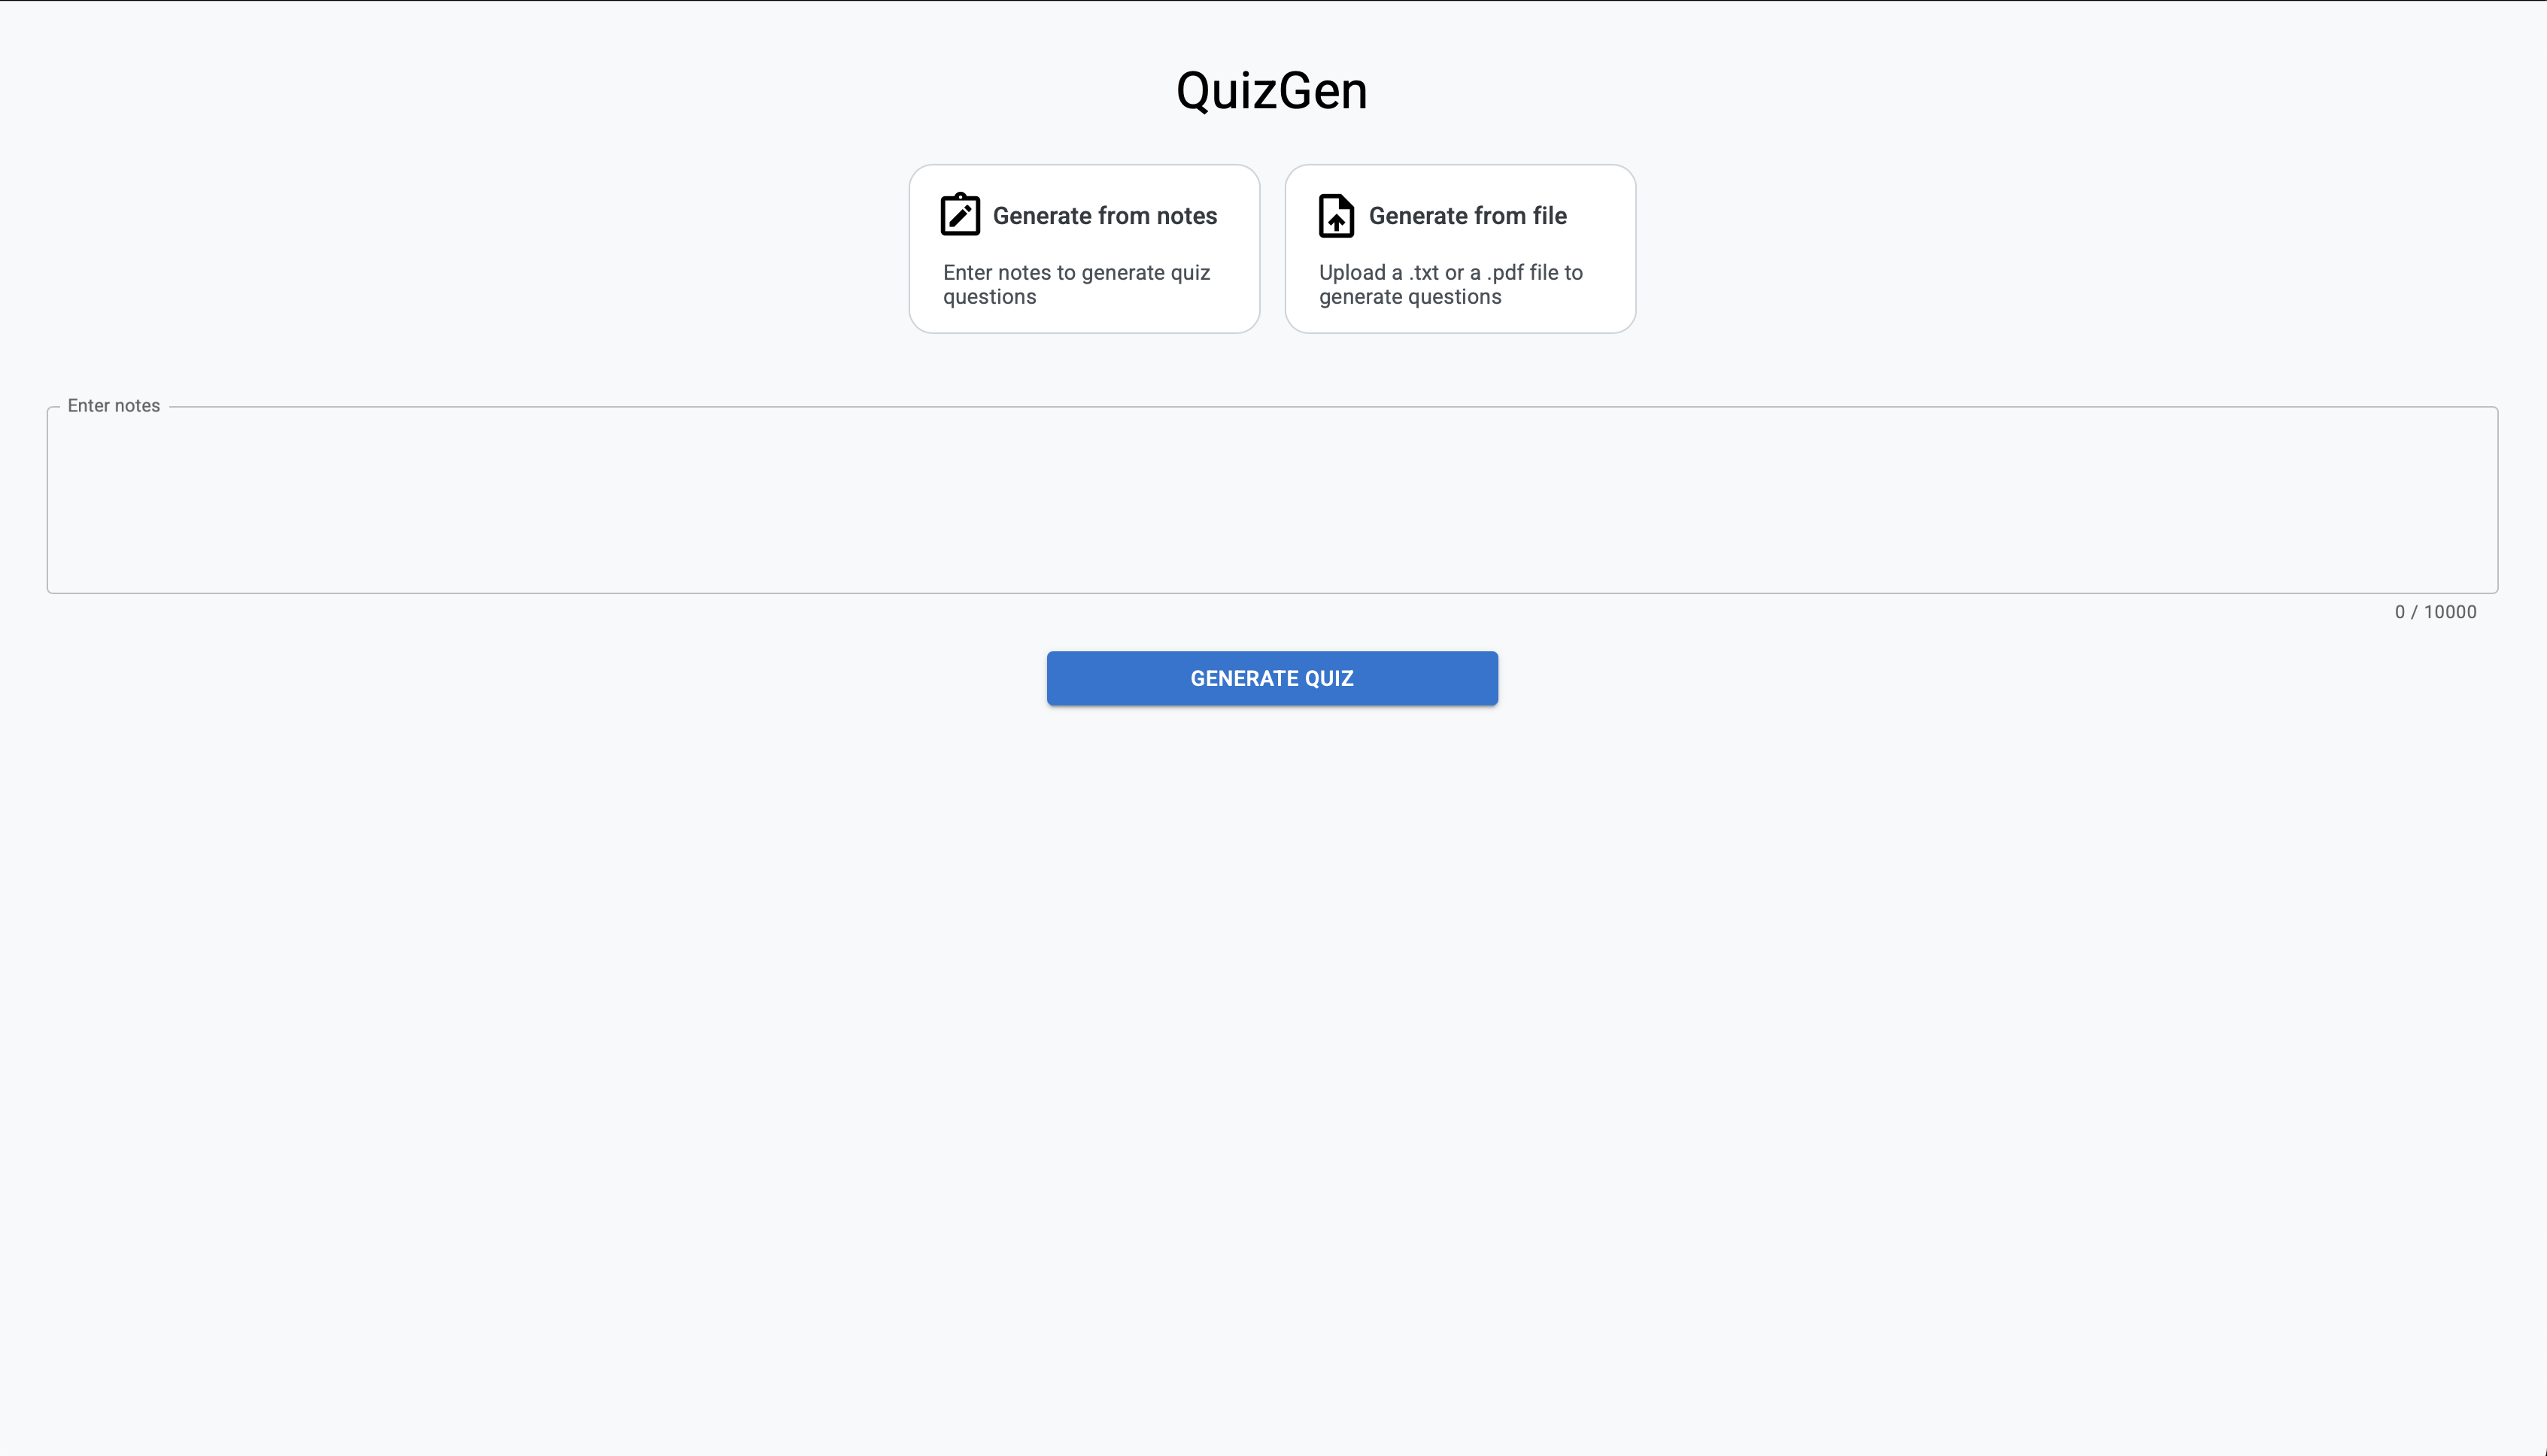 QuizGen
Generate from notes
Enter notes to generate quiz
questions
Generate from file
Upload a .txt or a .pdf file to
generate questions
Enter notes
0 / 10000
GENERATE QUIZ